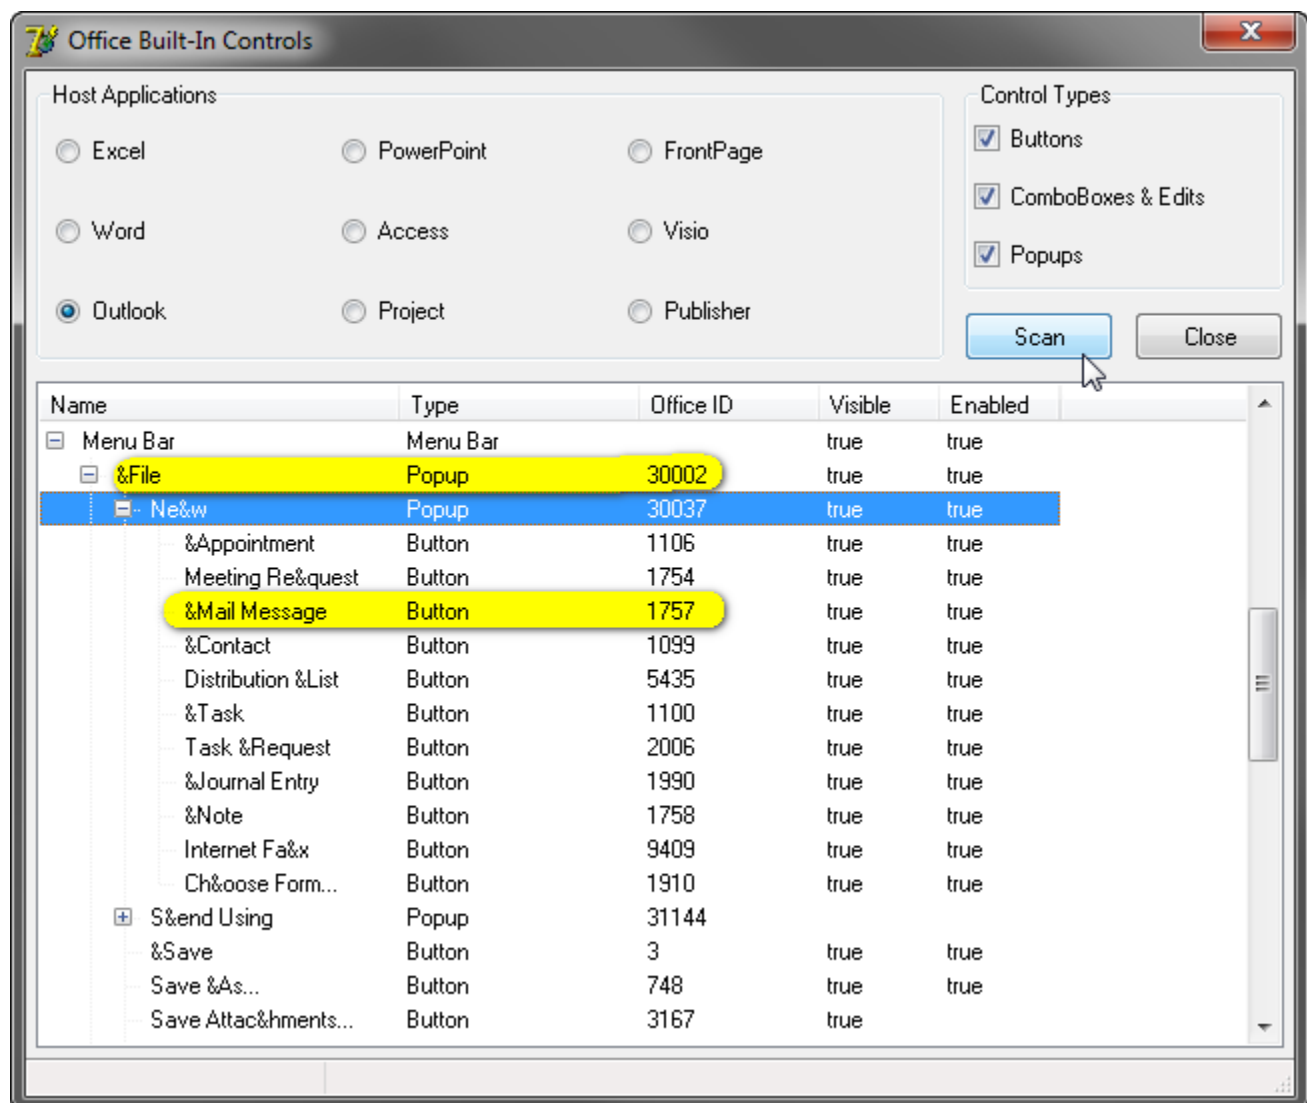 Office Built-In Controls
Host Applications
Control Types
Excel PowerPoint FrontPage
Buttons
ComboBoxes & Edits
Word Access Visio
Popups
Outlook Project Publisher
Scan Close
Name Type Office ID Visible Enabled
Menu Bar Menu Bar true true
&File Popup 30002 true true
Ne&w Popup 30037 true true
&Appointment Button 1106 true true
Meeting Re&quest Button 1754 true true
&Mail Message Button 1757 true true
&Contact Button 1099 true true
Distribution &List Button 5435 true true
&Task Button 1100 true true
Task &Request Button 2006 true true
&Journal Entry Button 1990 true true
&Note Button 1758 true true
Internet Fa&x Button 9409 true true
Ch&oose Form... Button 1910 true true
S&end Using Popup 31144
&Save Button 3 true true
Save &As... Button 748 true true
Save Attac&hments... Button 3167 true